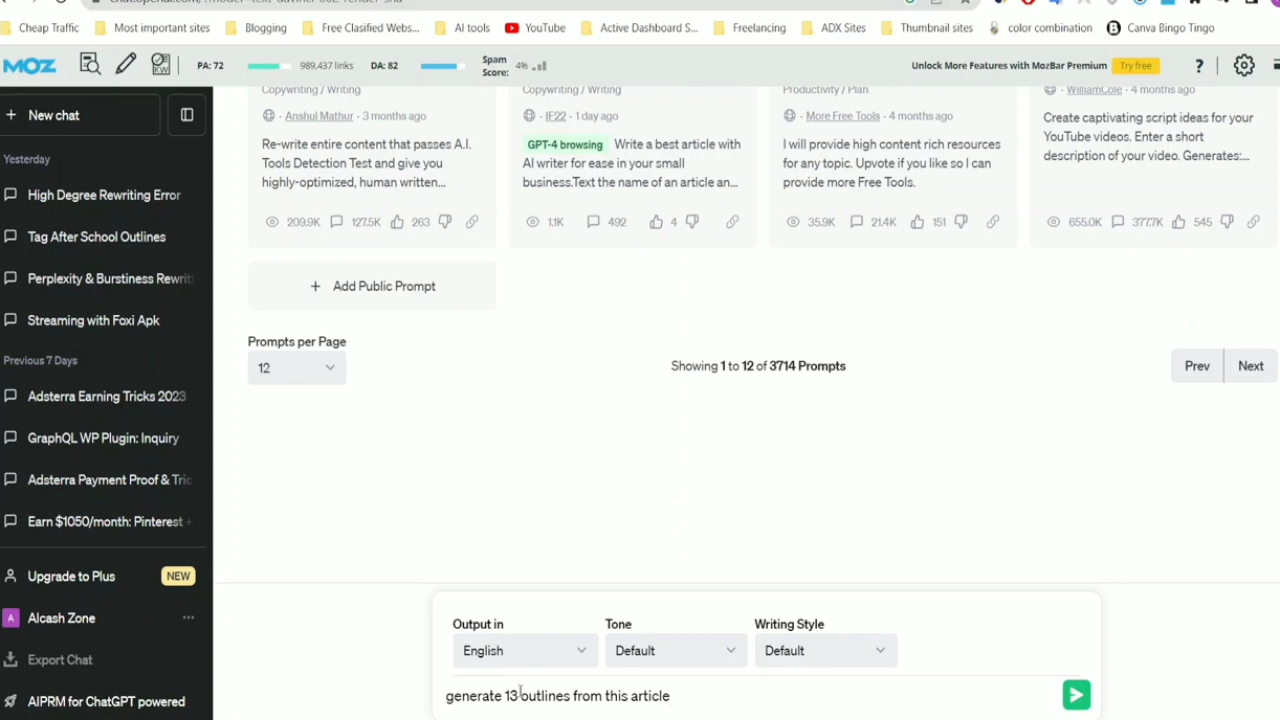 Cheap Traffic Most important sites Blogging Free Clasified Webs... AI tools YouTube Active Dashboard S... Freelancing ADX Sites Thumbnail sites color combination Canva Bingo Tingo
MOZ PA: 72 989,437 links DA: 82 Spam Score: 4% Unlock More Features with MozBar Premium Try free ?
New chat
Yesterday
High Degree Rewriting Error
Tag After School Outlines
Perplexity & Burstiness Rewrit
Streaming with Foxi Apk
Previous 7 Days
Adsterra Earning Tricks 2023
GraphQL WP Plugin: Inquiry
Adsterra Payment Proof & Tric
Earn $1050/month: Pinterest +
Upgrade to Plus NEW
A Alcash Zone ...
Export Chat
AIPRM for ChatGPT powered
Copywriting / Writing
· Anshul Mathur · 3 months ago
Re-write entire content that passes A.I.
Tools Detection Test and give you
highly-optimized, human written...
209.9K 127.5K 263
Copywriting / Writing
· IF22 · 1 day ago
GPT-4 browsing Write a best article with
AI writer for ease in your small
business.Text the name of an article an...
1.1K 492 4
Productivity / Plan
· More Free Tools · 4 months ago
I will provide high content rich resources
for any topic. Upvote if you like so I can
provide more Free Tools.
35.9K 21.4K 151
· WilliamCole · 4 months ago
Create captivating script ideas for your
YouTube videos. Enter a short
description of your video. Generates:...
655.0K 377.7K 545
+ Add Public Prompt
Prompts per Page
12
Showing 1 to 12 of 3714 Prompts
Prev Next
Output in Tone Writing Style
English Default Default
generate 13 outlines from this article